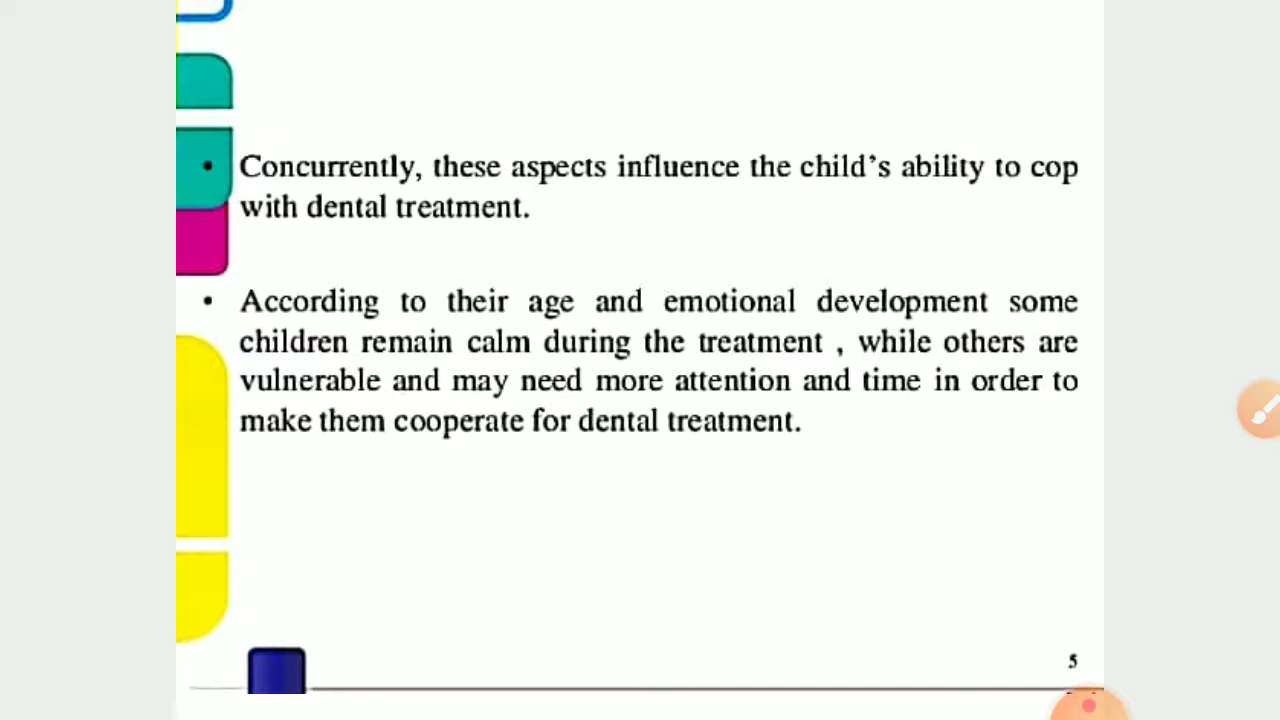 • Concurrently, these aspects influence the child's ability to cop
with dental treatment.
• According to their age and emotional development some
children remain calm during the treatment , while others are
vulnerable and may need more attention and time in order to
make them cooperate for dental treatment.
5